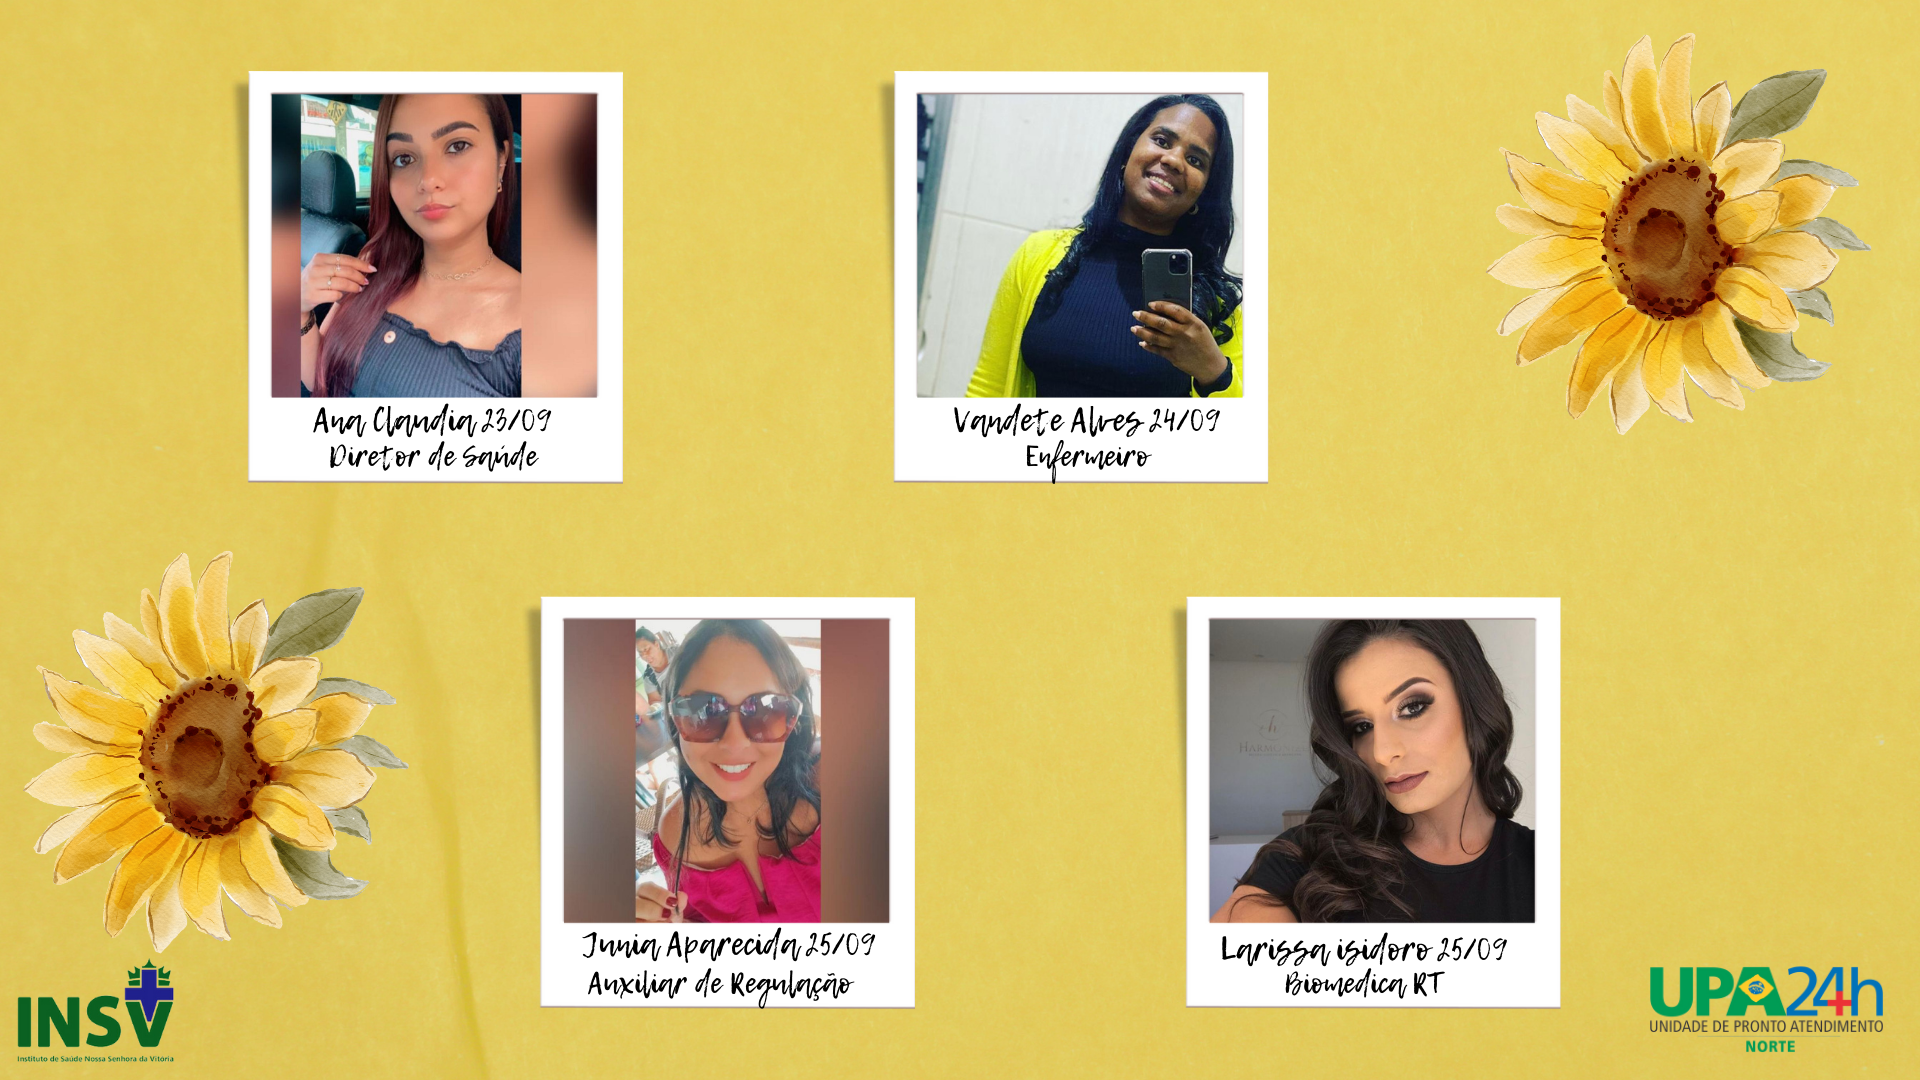 Ana Claudia 23/09
Diretor de Saúde
Vandete Alves 24/09
Enfermeiro
HARMON
Junia Aparecida 25/09
Auxiliar de Regulação
Larissa isidoro 25/09
Biomedica RT
INSV
Instituto de Saúde Nossa Senhora da Vitória
UPA24h
UNIDADE DE PRONTO ATENDIMENTO
NORTE